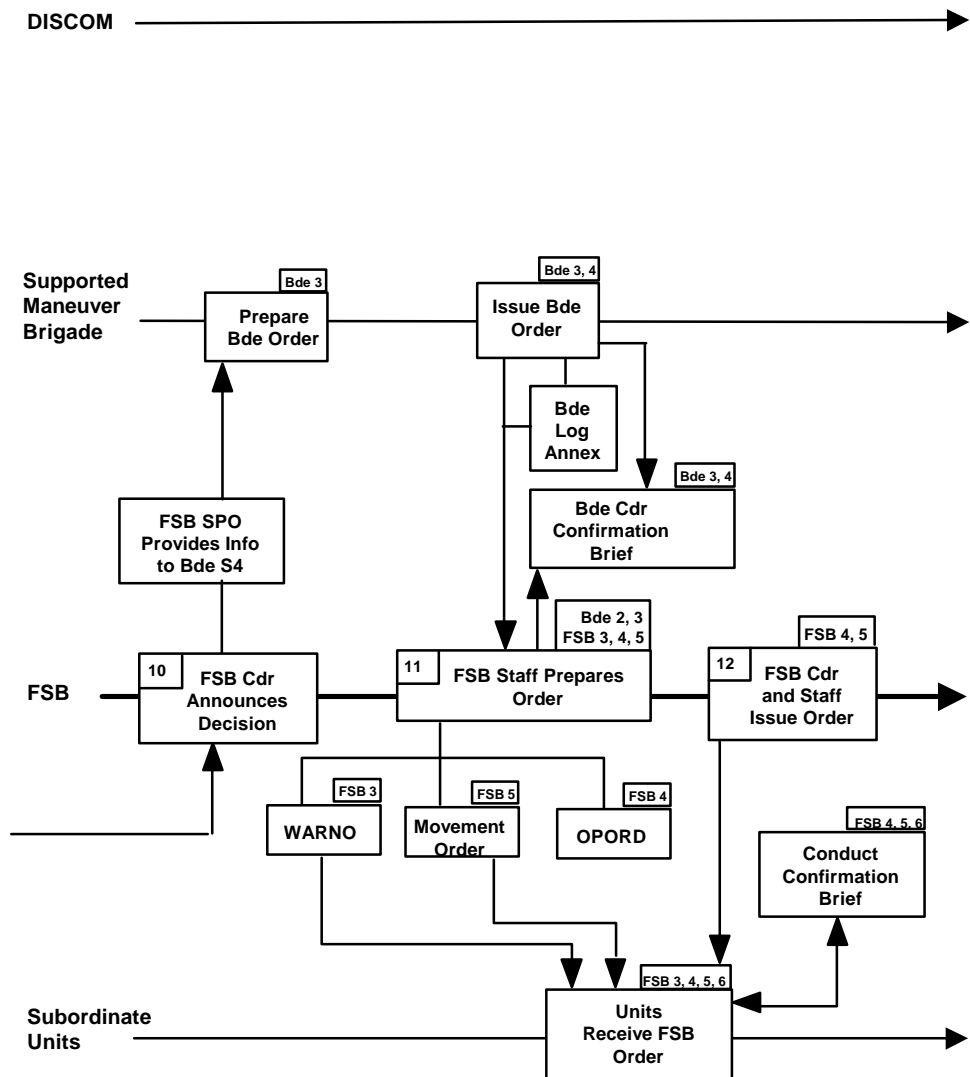 DISCOM
Supported
Maneuver
Brigade
Bde 3
Prepare
Bde Order
Bde 3, 4
Issue Bde
Order
Bde
Log
Annex
Bde 3, 4
Bde Cdr
Confirmation
Brief
FSB SPO
Provides Info
to Bde S4
FSB
10
FSB Cdr
Announces
Decision
Bde 2, 3
FSB 3, 4, 5
11
FSB Staff Prepares
Order
FSB 4, 5
12
FSB Cdr
and Staff
Issue Order
FSB 3
WARNO
FSB 5
Movement
Order
FSB 4
OPORD
FSB 4, 5, 6
Conduct
Confirmation
Brief
Subordinate
Units
FSB 3, 4, 5, 6
Units
Receive FSB
Order